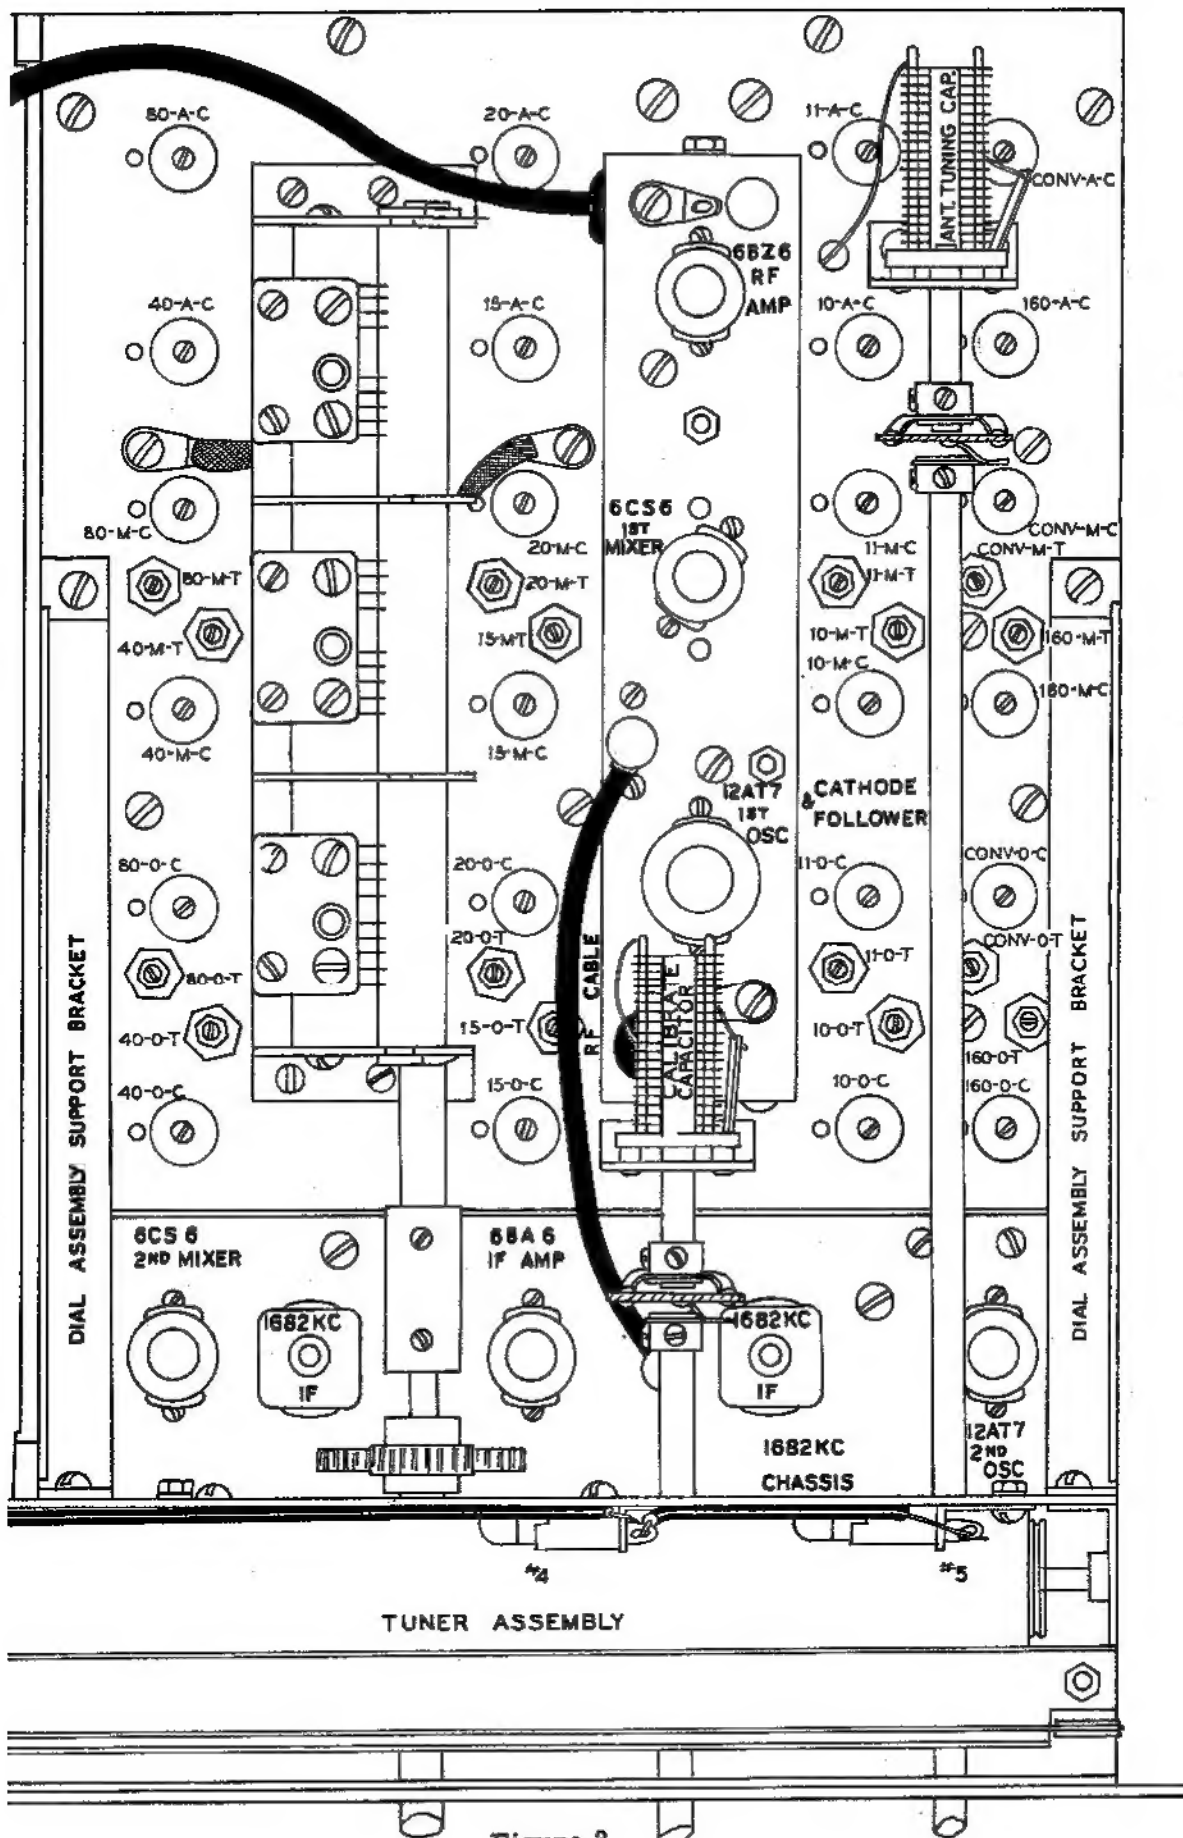 80-A-C
20-A-C
11-A-C
ANT. TUNING CAP.
CONV-A-C
6BZ6
RF
AMP
40-A-C
15-A-C
10-A-C
160-A-C
80-M-C
20-M-C
6CS6
1ST
MIXER
11-M-C
CONV-M-C
CONV-M-T
80-M-T
20-M-T
11-M-T
40-M-T
15-M-T
10-M-T
160-M-T
10-M-C
160-M-C
40-M-C
15-M-C
12AT7
1ST
OSC
& CATHODE
FOLLOWER
80-O-C
20-O-C
11-O-C
CONV-O-C
20-O-T
CONV-O-T
80-O-T
11-O-T
RF CABLE
CALIBRATE
CAPACITOR
40-O-T
15-O-T
10-O-T
160-O-T
40-O-C
15-O-C
10-O-C
160-O-C
DIAL ASSEMBLY SUPPORT BRACKET
DIAL ASSEMBLY SUPPORT BRACKET
6CS6
2ND MIXER
6BA6
IF AMP
1682KC
IF
1682KC
IF
12AT7
2ND
OSC
1682KC
CHASSIS
#4
#5
TUNER ASSEMBLY